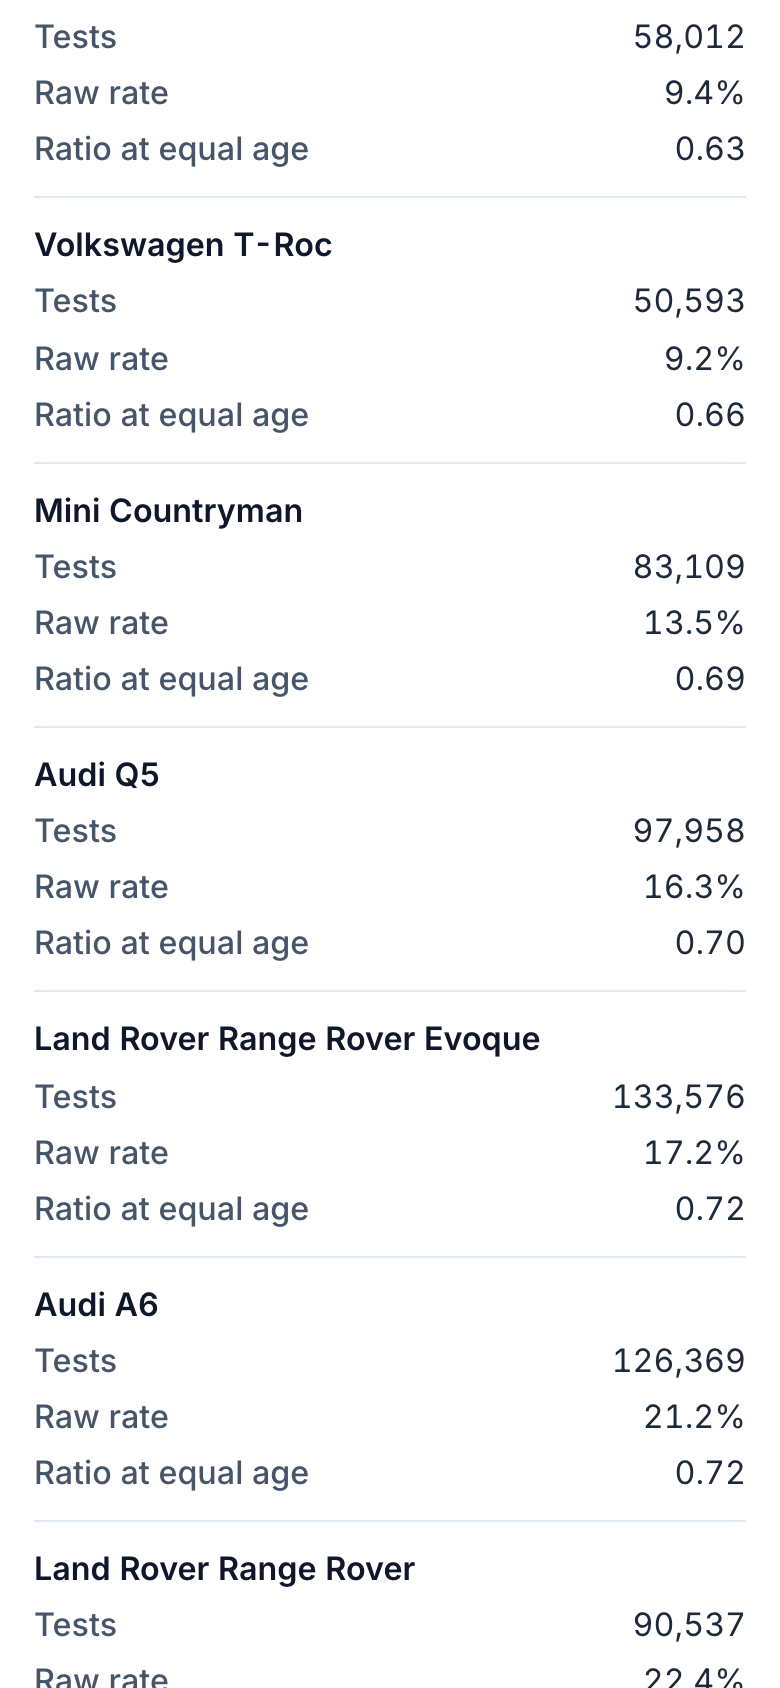 Tests 58,012
Raw rate 9.4%
Ratio at equal age 0.63
Volkswagen T-Roc
Tests 50,593
Raw rate 9.2%
Ratio at equal age 0.66
Mini Countryman
Tests 83,109
Raw rate 13.5%
Ratio at equal age 0.69
Audi Q5
Tests 97,958
Raw rate 16.3%
Ratio at equal age 0.70
Land Rover Range Rover Evoque
Tests 133,576
Raw rate 17.2%
Ratio at equal age 0.72
Audi A6
Tests 126,369
Raw rate 21.2%
Ratio at equal age 0.72
Land Rover Range Rover
Tests 90,537
Raw rate 22.4%